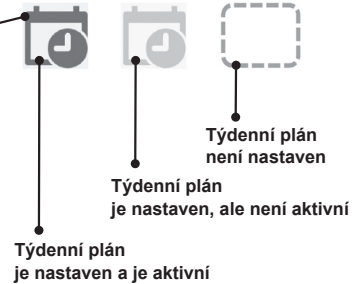 Týdenní plán
není nastaven
Týdenní plán
je nastaven, ale není aktivní
Týdenní plán
je nastaven a je aktivní